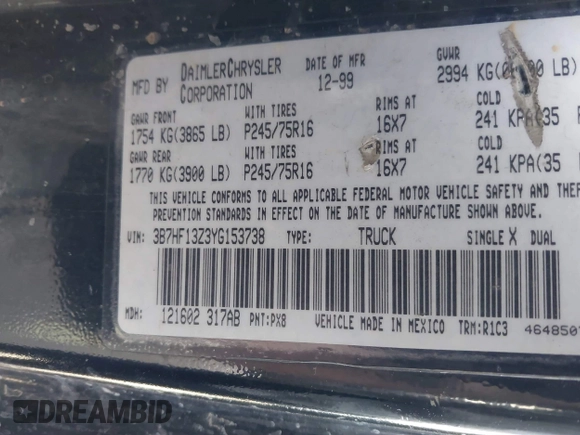 MFD BY DAIMLERCHRYSLER CORPORATION DATE OF MFR 12-99 GVWR 2994 KG( LB)
GAWR FRONT WITH TIRES RIMS AT COLD
1754 KG(3865 LB) P245/75R16 16X7 241 KPA(35
GAWR REAR WITH TIRES RIMS AT COLD
1770 KG(3900 LB) P245/75R16 16X7 241 KPA(35
THIS VEHICLE CONFORMS TO ALL APPLICABLE FEDERAL MOTOR VEHICLE SAFETY AND THEF
PREVENTION STANDARDS IN EFFECT ON THE DATE OF MANUFACTURE SHOWN ABOVE.
VIN: 3B7HF13Z3YG153738 TYPE: TRUCK SINGLE X DUAL
MDH: 121602 317AB PNT:PX8 VEHICLE MADE IN MEXICO TRM:R1C3 464850
DREAMBID